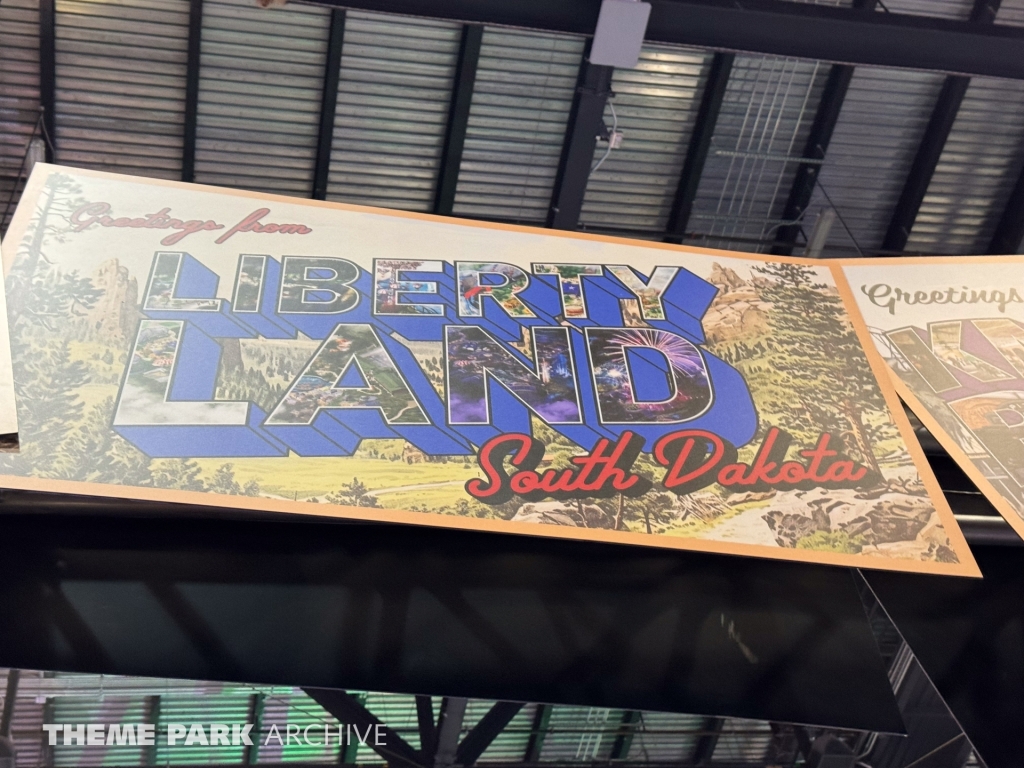 Greetings from
LIBERTY
LAND
South Dakota
Greetings
THEME PARK ARCHIVE